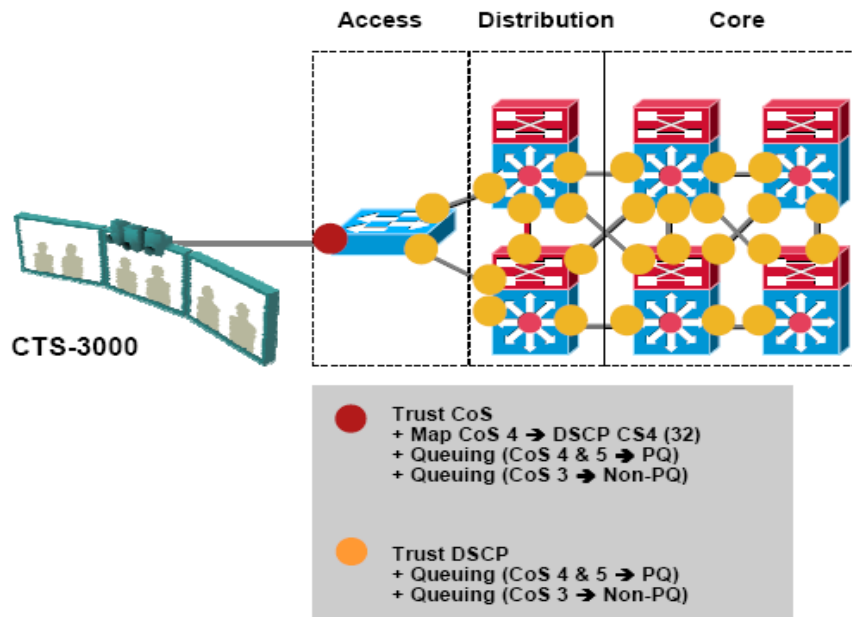 Access
Distribution
Core
CTS-3000
Trust CoS
+ Map CoS 4 ➔ DSCP CS4 (32)
+ Queuing (CoS 4 & 5 ➔ PQ)
+ Queuing (CoS 3 ➔ Non-PQ)
Trust DSCP
+ Queuing (CoS 4 & 5 ➔ PQ)
+ Queuing (CoS 3 ➔ Non-PQ)